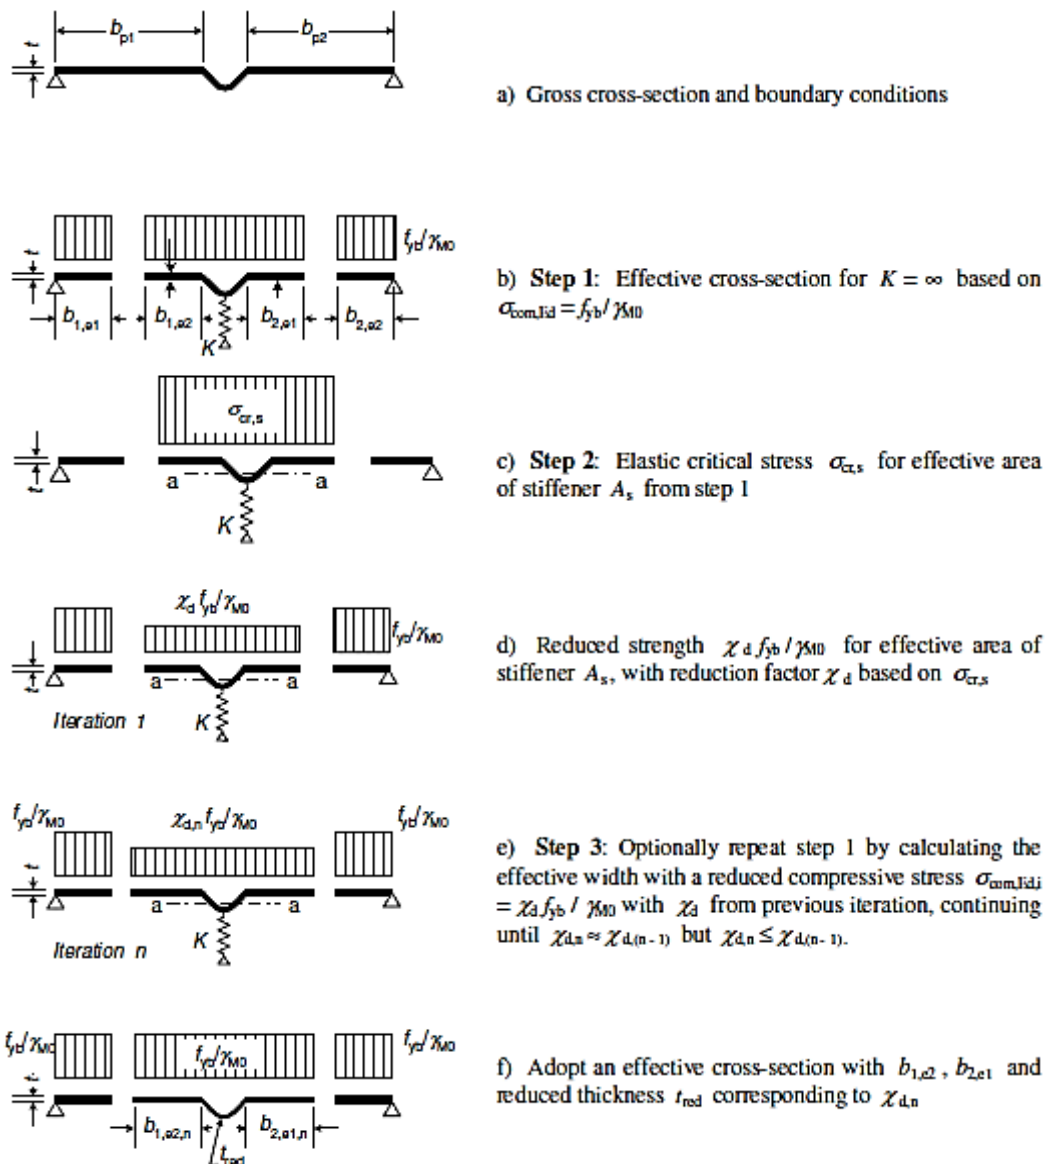 t
b_p1
b_p2
a) Gross cross-section and boundary conditions
f_yb/γ_M0
t
b) Step 1: Effective cross-section for K = ∞ based on
σ_com,Ed = f_yb/γ_M0
b_1,e1
b_1,e2
K
b_2,e1
b_2,e2
σ_cr,s
c) Step 2: Elastic critical stress σ_cr,s for effective area
of stiffener A_s from step 1
t
a
a
K
χ_d f_yb/γ_M0
f_yb/γ_M0
d) Reduced strength χ_d f_yb/γ_M0 for effective area of
stiffener A_s, with reduction factor χ_d based on σ_cr,s
t
a
a
Iteration 1
K
f_yb/γ_M0
χ_d,n f_yb/γ_M0
f_yb/γ_M0
e) Step 3: Optionally repeat step 1 by calculating the
effective width with a reduced compressive stress σ_com,Ed,i
= χ_d f_yb / γ_M0 with χ_d from previous iteration, continuing
until χ_d,n ≈ χ_d,(n - 1) but χ_d,n ≤ χ_d,(n - 1).
t
a
a
Iteration n
K
f_yb/γ_M0
f_yb/γ_M0
f_yb/γ_M0
f) Adopt an effective cross-section with b_1,e2 , b_2,e1 and
reduced thickness t_red corresponding to χ_d,n
t
b_1,e2,n
b_2,e1,n
t_red